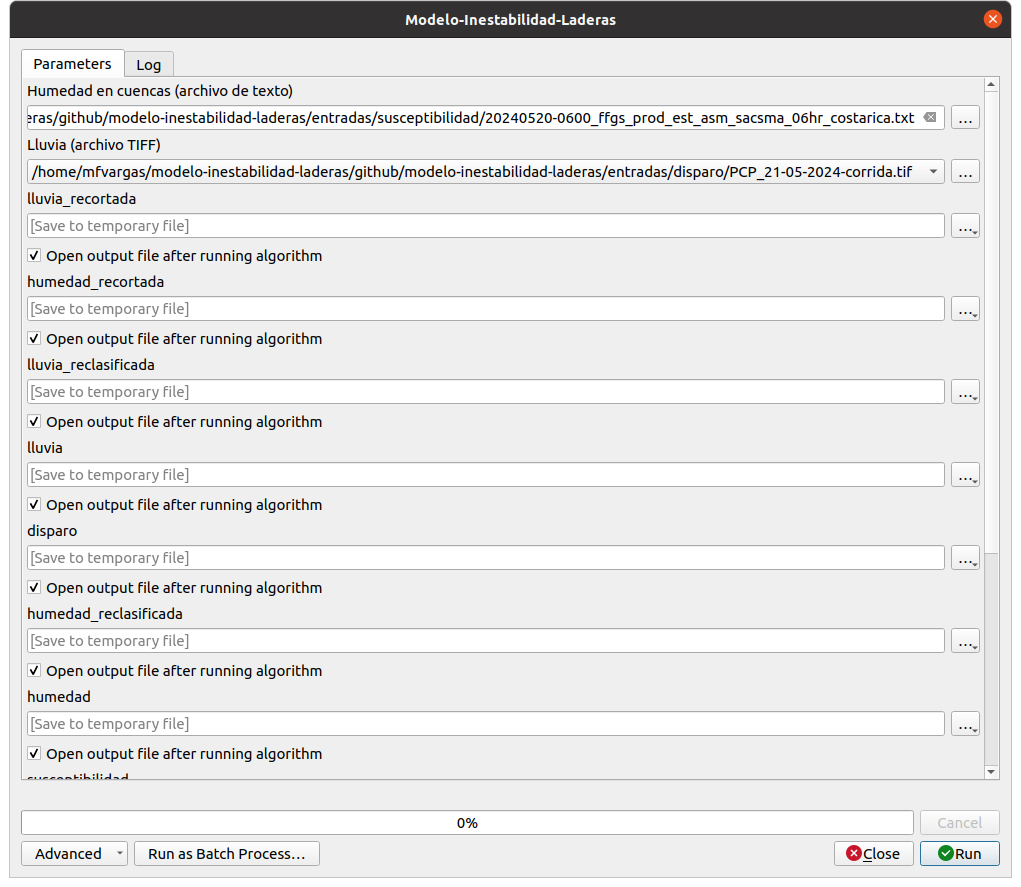 Modelo-Inestabilidad-Laderas
Parameters
Log
Humedad en cuencas (archivo de texto)
eras/github/modelo-inestabilidad-laderas/entradas/susceptibilidad/20240520-0600_ffgs_prod_est_asm_sacsma_06hr_costarica.txt
...
Lluvia (archivo TIFF)
/home/mfvargas/modelo-inestabilidad-laderas/github/modelo-inestabilidad-laderas/entradas/disparo/PCP_21-05-2024-corrida.tif
...
lluvia_recortada
[Save to temporary file]
...
Open output file after running algorithm
humedad_recortada
[Save to temporary file]
...
Open output file after running algorithm
lluvia_reclasificada
[Save to temporary file]
...
Open output file after running algorithm
lluvia
[Save to temporary file]
...
Open output file after running algorithm
disparo
[Save to temporary file]
...
Open output file after running algorithm
humedad_reclasificada
[Save to temporary file]
...
Open output file after running algorithm
humedad
[Save to temporary file]
...
Open output file after running algorithm
susceptibilidad
0%
Cancel
Advanced
Run as Batch Process...
Close
Run